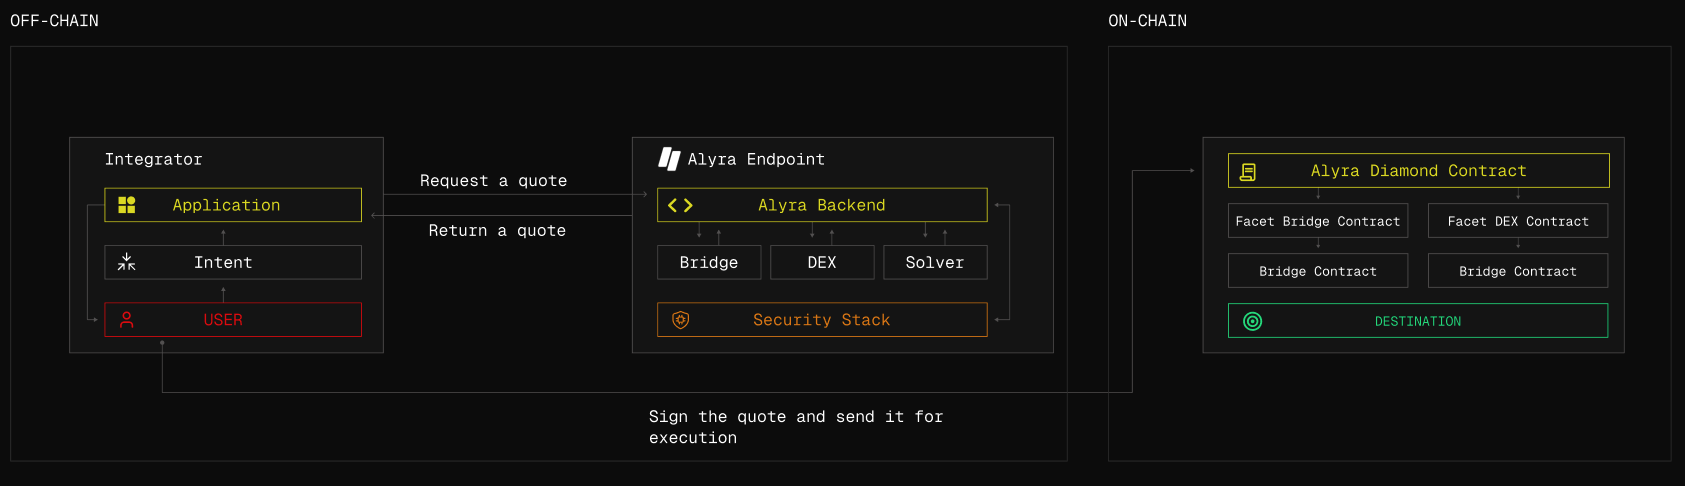 OFF-CHAIN
ON-CHAIN
Integrator
Application
Intent
USER
Request a quote
Return a quote
Alyra Endpoint
Alyra Backend
Bridge
DEX
Solver
Security Stack
Sign the quote and send it for
execution
Alyra Diamond Contract
Facet Bridge Contract
Facet DEX Contract
Bridge Contract
Bridge Contract
DESTINATION